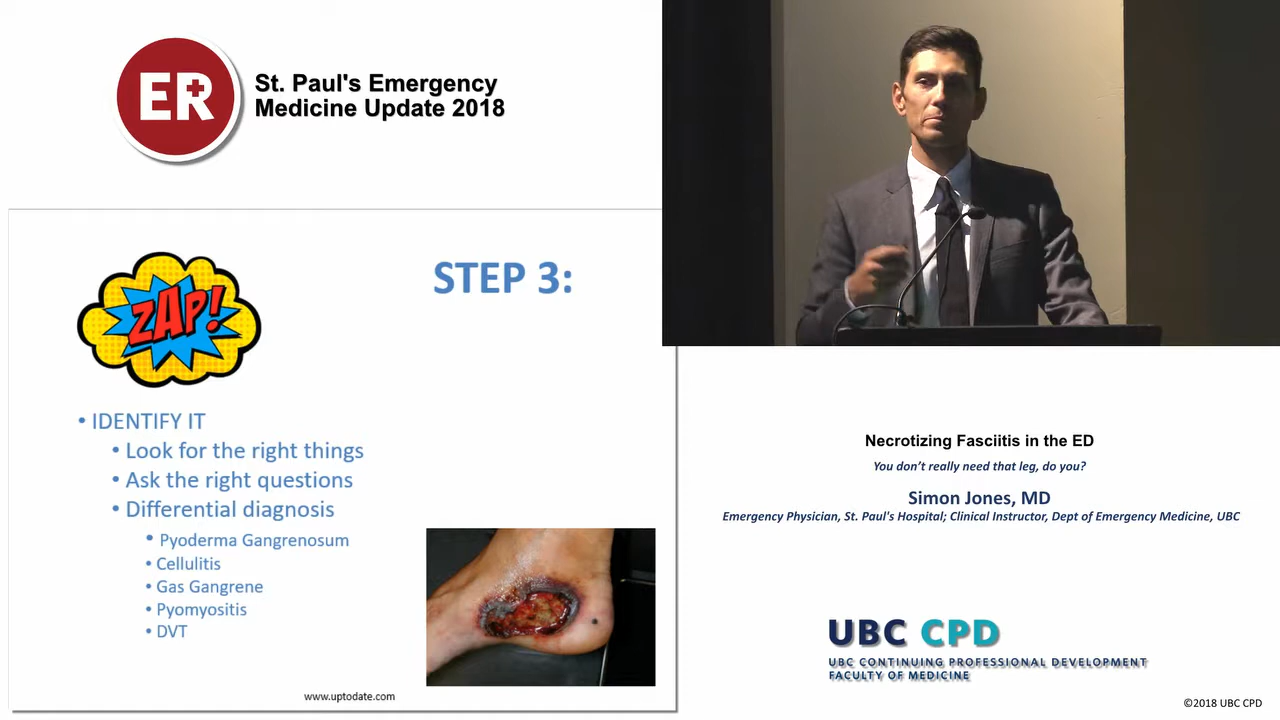 ER
St. Paul's Emergency
Medicine Update 2018
ZAP!
STEP 3:
• IDENTIFY IT
• Look for the right things
• Ask the right questions
• Differential diagnosis
• Pyoderma Gangrenosum
• Cellulitis
• Gas Gangrene
• Pyomyositis
• DVT
www.uptodate.com
Necrotizing Fasciitis in the ED
You don't really need that leg, do you?
Simon Jones, MD
Emergency Physician, St. Paul's Hospital; Clinical Instructor, Dept of Emergency Medicine, UBC
UBC CPD
UBC CONTINUING PROFESSIONAL DEVELOPMENT
FACULTY OF MEDICINE
©2018 UBC CPD